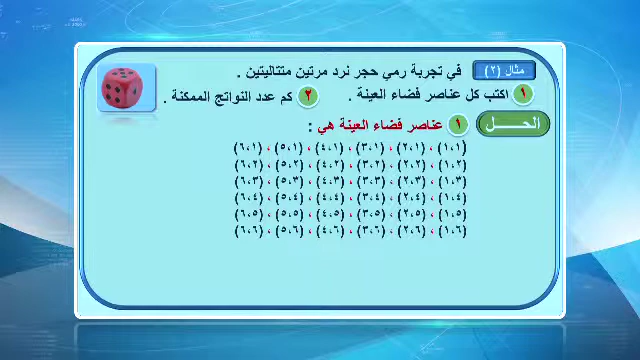 مثال (٢) في تجربة رمي حجر نرد مرتين متتاليتين .
١ اكتب كل عناصر فضاء العينة . ٢ كم عدد النواتج الممكنة .
الحـــل ١ عناصر فضاء العينة هي :
(١،١) ، (١،٢) ، (١،٣) ، (١،٤) ، (١،٥) ، (١،٦)
(٢،١) ، (٢،٢) ، (٢،٣) ، (٢،٤) ، (٢،٥) ، (٢،٦)
(٣،١) ، (٣،٢) ، (٣،٣) ، (٣،٤) ، (٣،٥) ، (٣،٦)
(٤،١) ، (٤،٢) ، (٤،٣) ، (٤،٤) ، (٤،٥) ، (٤،٦)
(٥،١) ، (٥،٢) ، (٥،٣) ، (٥،٤) ، (٥،٥) ، (٥،٦)
(٦،١) ، (٦،٢) ، (٦،٣) ، (٦،٤) ، (٦،٥) ، (٦،٦)